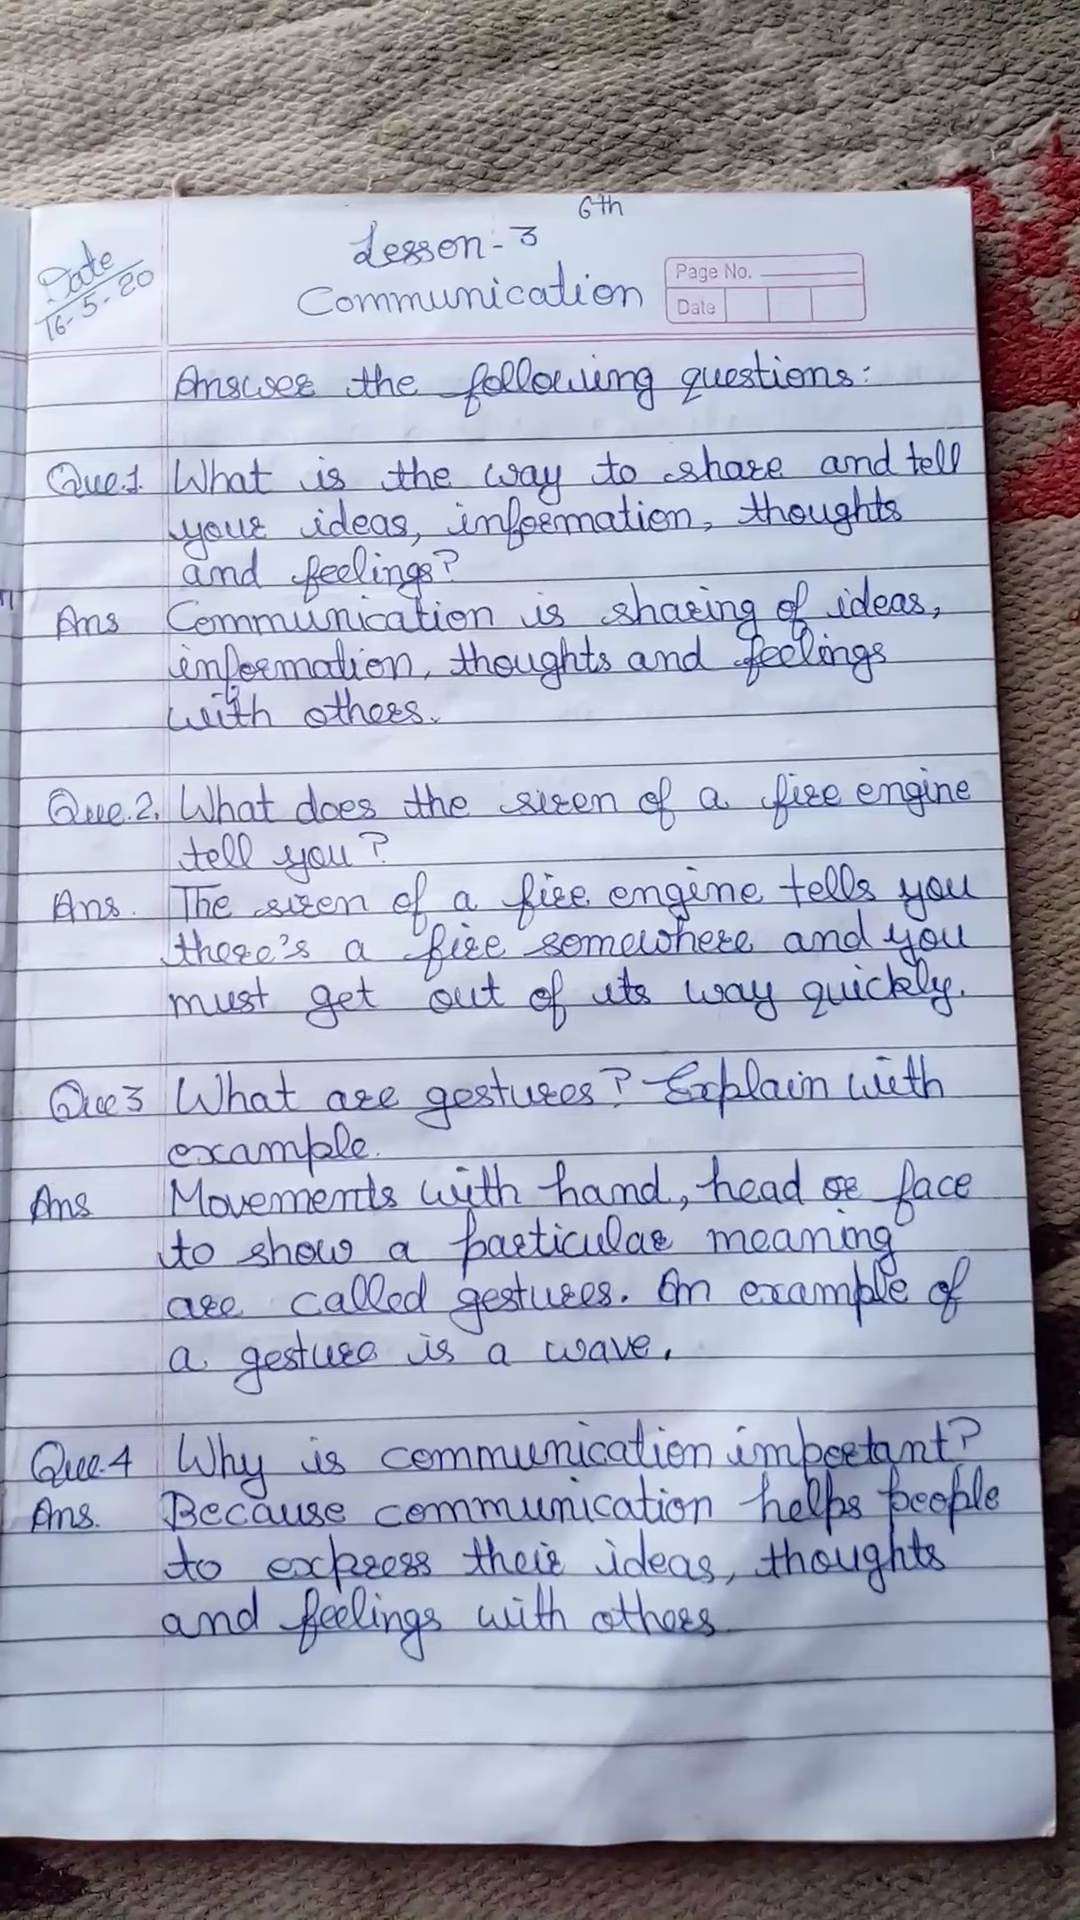 6th
Lesson-3
Communication
Date
16-5-20
Page No.
Date
Answer the following questions:
Que.1. What is the way to share and tell
your ideas, information, thoughts
and feelings?
Ans Communication is sharing of ideas,
information, thoughts and feelings
with others.
Que.2. What does the siren of a fire engine
tell you?
Ans. The siren of a fire engine tells you
there's a fire somewhere and you
must get out of its way quickly.
Que3 What are gestures? Explain with
example.
Ans Movements with hand, head or face
to show a particular meaning
are called gestures. An example of
a gesture is a wave.
Que.4 Why is communication important?
Ans. Because communication helps people
to express their ideas, thoughts
and feelings with others